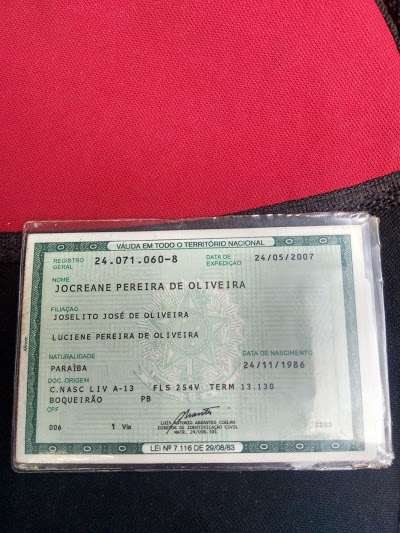 VÁLIDA EM TODO O TERRITÓRIO NACIONAL
REGISTRO GERAL 24.071.060-8 DATA DE EXPEDIÇÃO 24/05/2007
NOME
JOCREANE PEREIRA DE OLIVEIRA
FILIAÇÃO
JOSELITO JOSÉ DE OLIVEIRA
LUCIENE PEREIRA DE OLIVEIRA
NATURALIDADE DATA DE NASCIMENTO
PARAÍBA 24/11/1986
DOC. ORIGEM
C.NASC LIV A-13 FLS 254V TERM 13.130
BOQUEIRÃO PB
CPF
006 1 Via
LEI Nº 7.116 DE 29/08/83